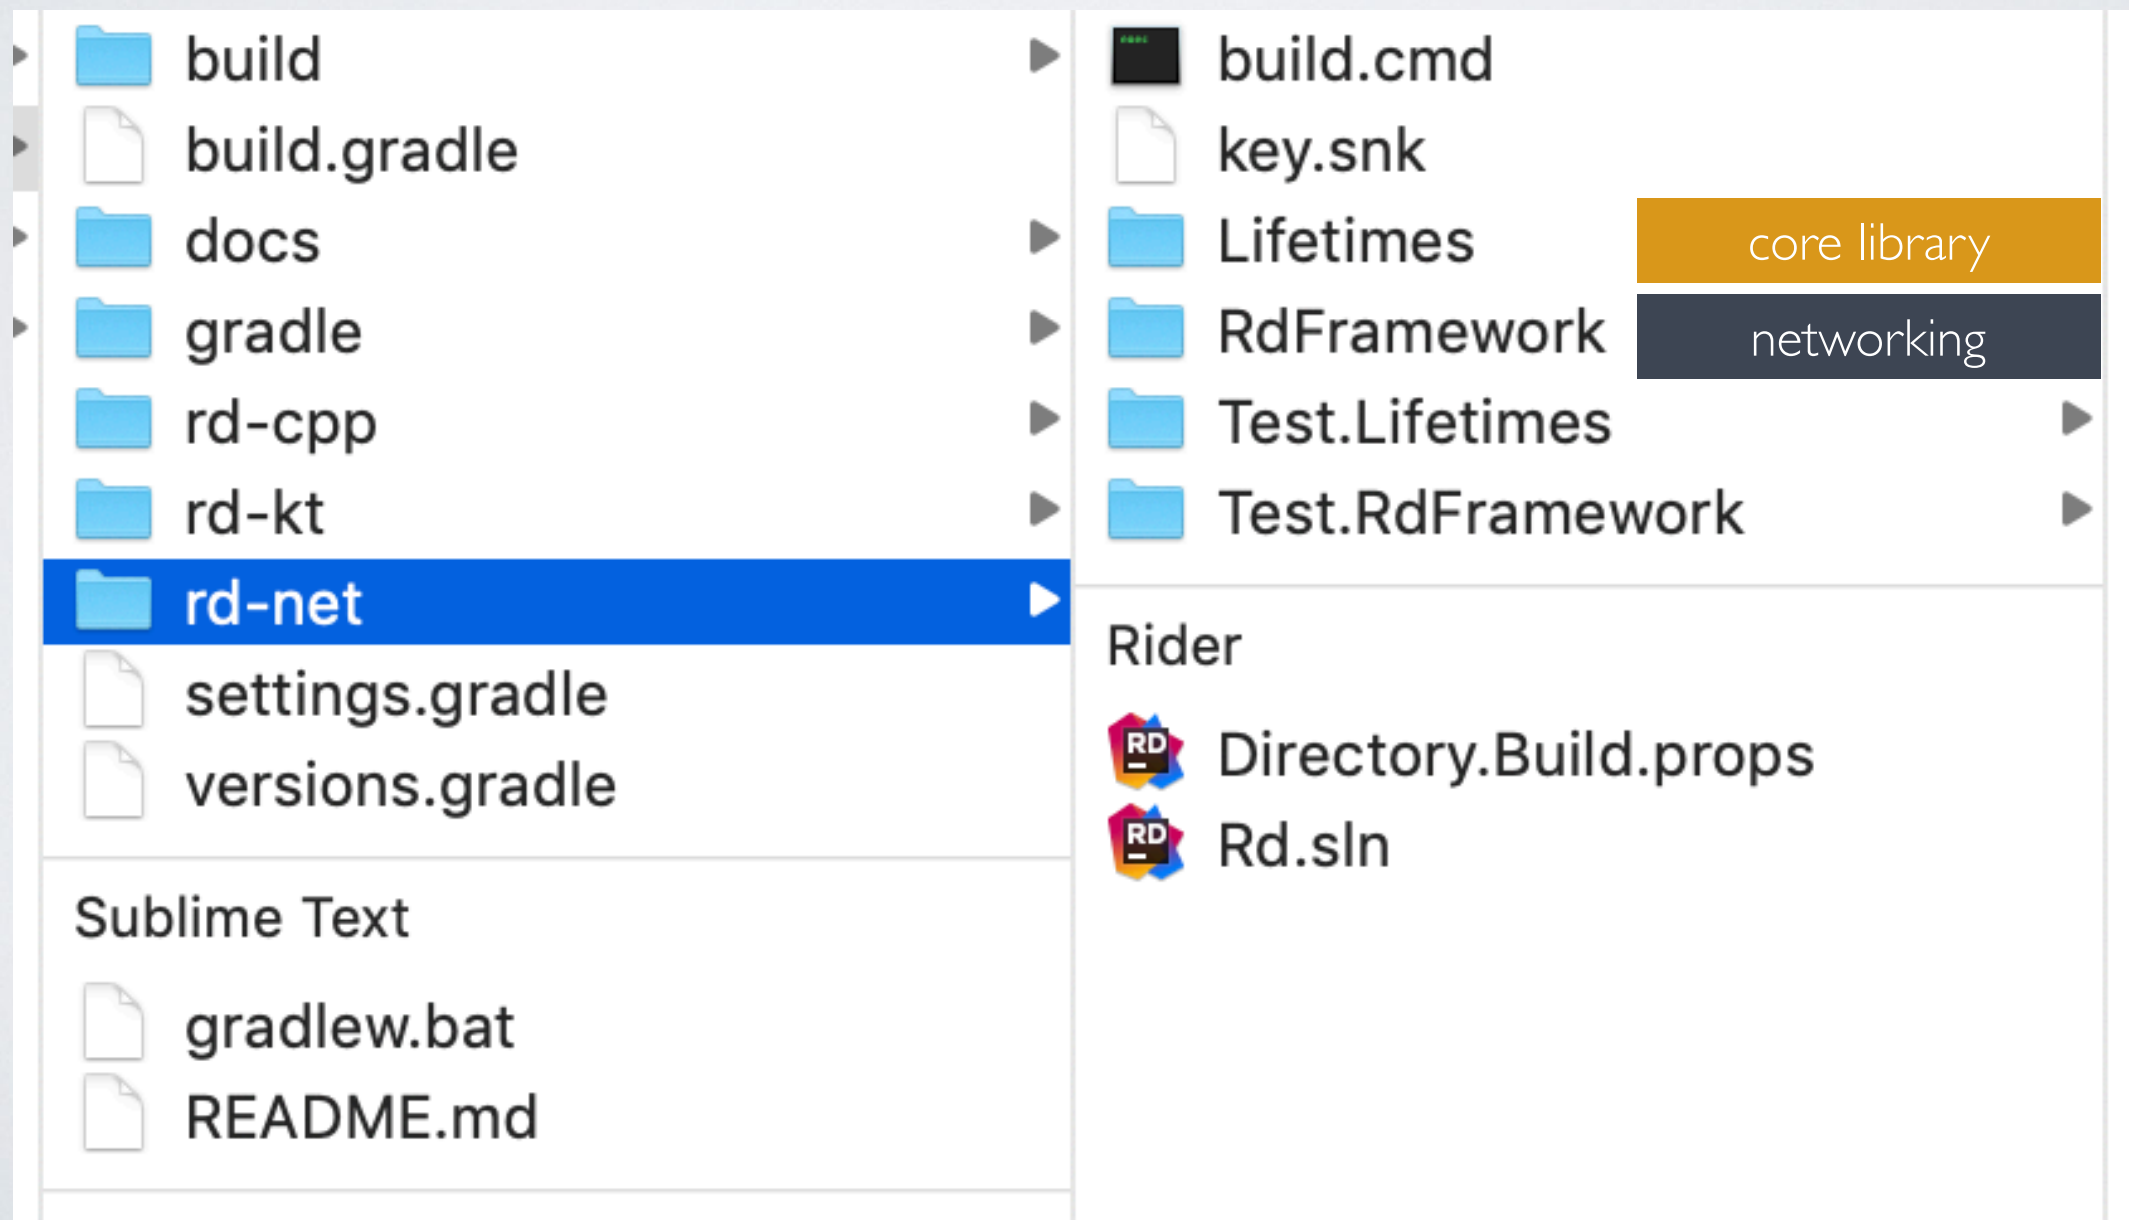 build
build.gradle
docs
gradle
rd-cpp
rd-kt
rd-net
settings.gradle
versions.gradle
Sublime Text
gradlew.bat
README.md
build.cmd
key.snk
Lifetimes core library
RdFramework networking
Test.Lifetimes
Test.RdFramework
Rider
RD Directory.Build.props
RD Rd.sln